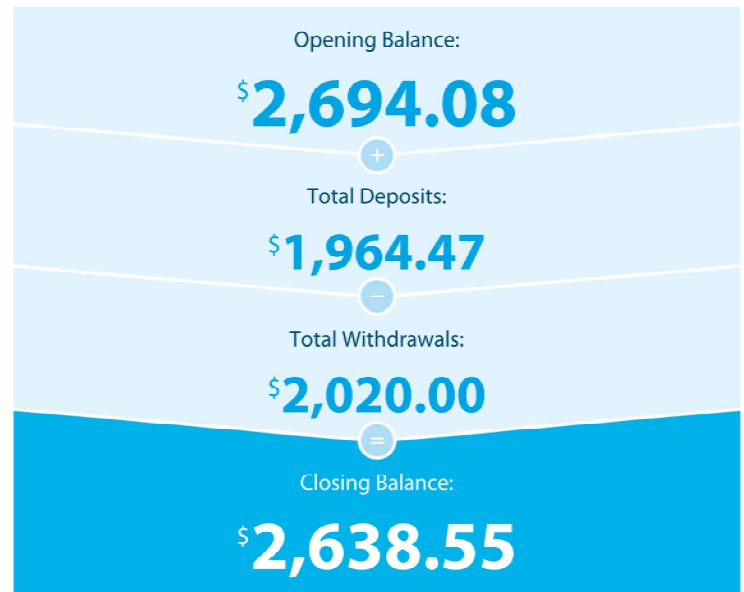 Opening Balance:
$2,694.08
+
Total Deposits:
$1,964.47
−
Total Withdrawals:
$2,020.00
=
Closing Balance:
$2,638.55